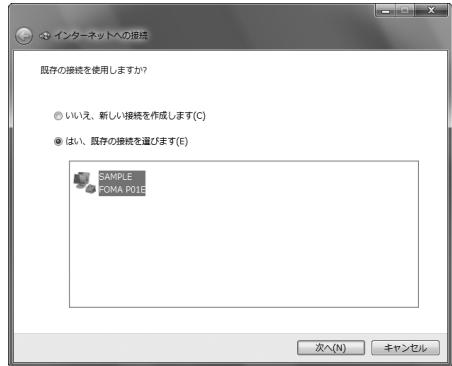 インターネットへの接続
既存の接続を使用しますか?
いいえ、新しい接続を作成します(C)
はい、既存の接続を選びます(E)
SAMPLE
FOMA P01E
次へ(N)
キャンセル